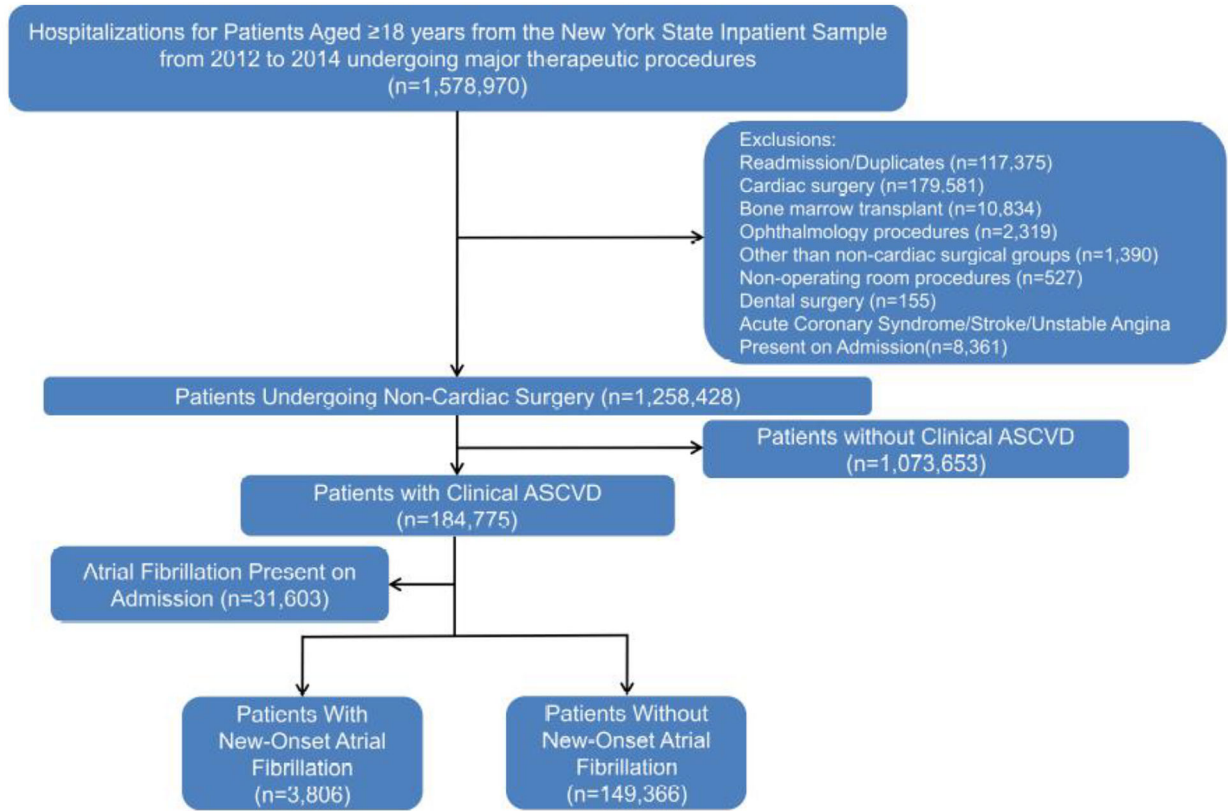 Hospitalizations for Patients Aged ≥18 years from the New York State Inpatient Sample
from 2012 to 2014 undergoing major therapeutic procedures
(n=1,578,970)
Exclusions:
Readmission/Duplicates (n=117,375)
Cardiac surgery (n=179,581)
Bone marrow transplant (n=10,834)
Ophthalmology procedures (n=2,319)
Other than non-cardiac surgical groups (n=1,390)
Non-operating room procedures (n=527)
Dental surgery (n=155)
Acute Coronary Syndrome/Stroke/Unstable Angina
Present on Admission(n=8,361)
Patients Undergoing Non-Cardiac Surgery (n=1,258,428)
Patients without Clinical ASCVD
(n=1,073,653)
Patients with Clinical ASCVD
(n=184,775)
Atrial Fibrillation Present on
Admission (n=31,603)
Patients With
New-Onset Atrial
Fibrillation
(n=3,806)
Patients Without
New-Onset Atrial
Fibrillation
(n=149,366)